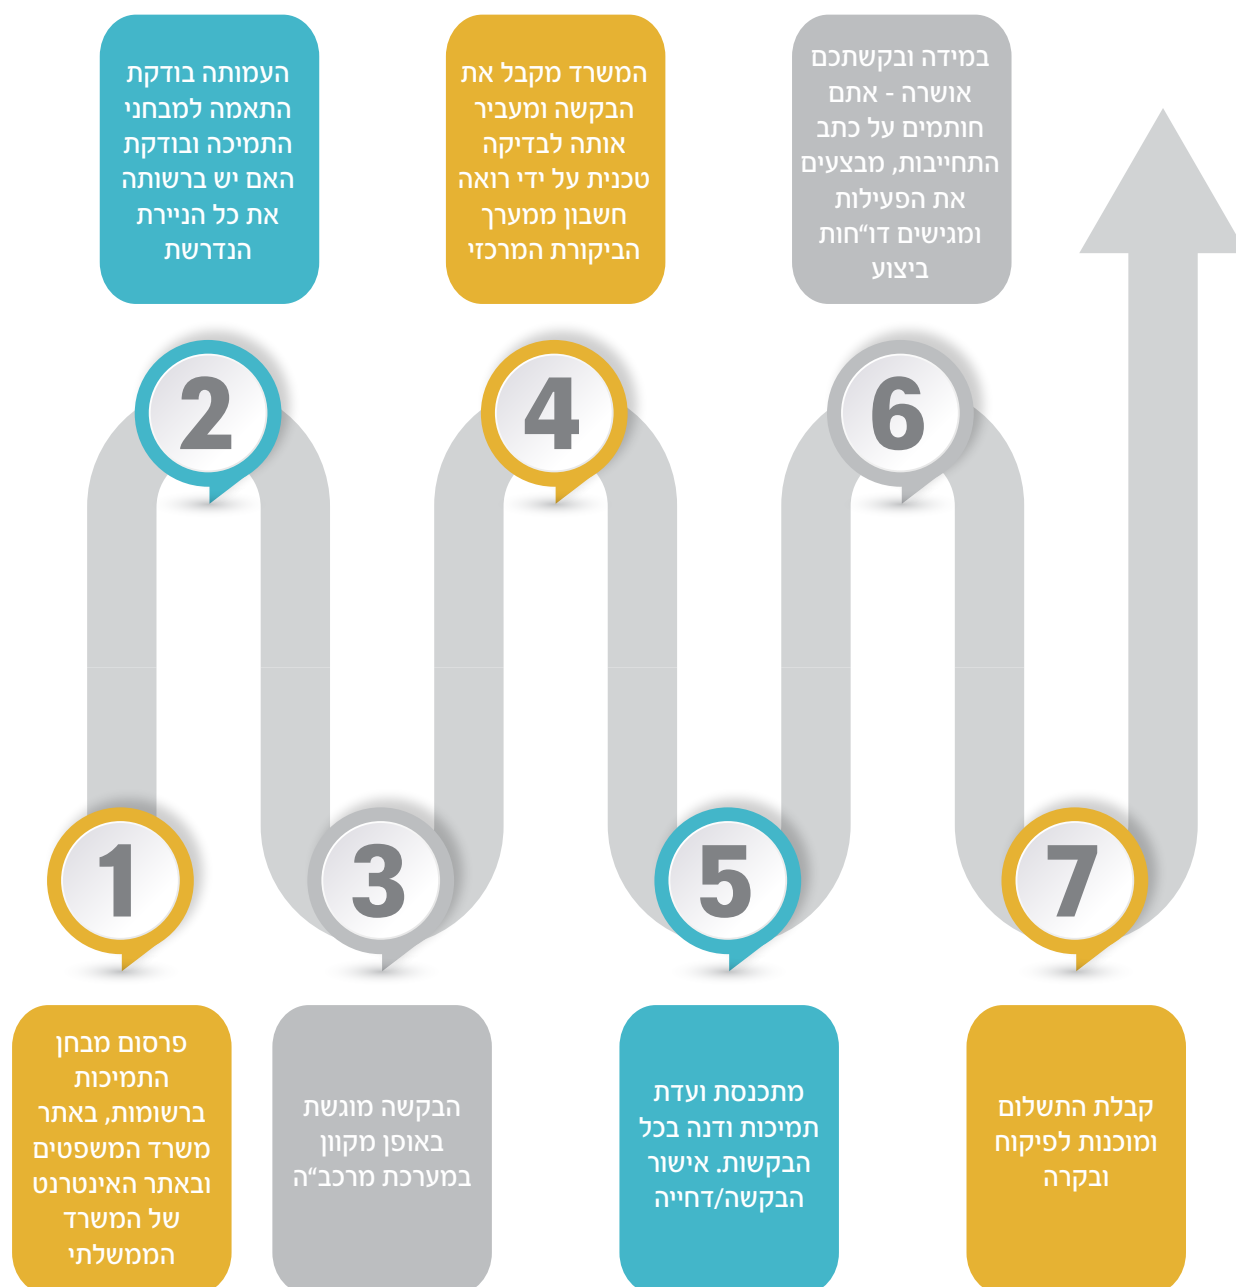 1
פרסום מבחן
התמיכות
ברשומות, באתר
משרד המשפטים
ובאתר האינטרנט
של המשרד
הממשלתי
2
העמותה בודקת
התאמה למבחני
התמיכה ובודקת
האם יש ברשותה
את כל הניירת
הנדרשת
3
הבקשה מוגשת
באופן מקוון
במערכת מרכב"ה
4
המשרד מקבל את
הבקשה ומעביר
אותה לבדיקה
טכנית על ידי רואה
חשבון ממערך
הביקורת המרכזי
5
מתכנסת ועדת
תמיכות ודנה בכל
הבקשות. אישור
הבקשה/דחייה
6
במידה ובקשתכם
אושרה - אתם
חותמים על כתב
התחייבות, מבצעים
את הפעילות
ומגישים דו"חות
ביצוע
7
קבלת התשלום
ומוכנות לפיקוח
ובקרה